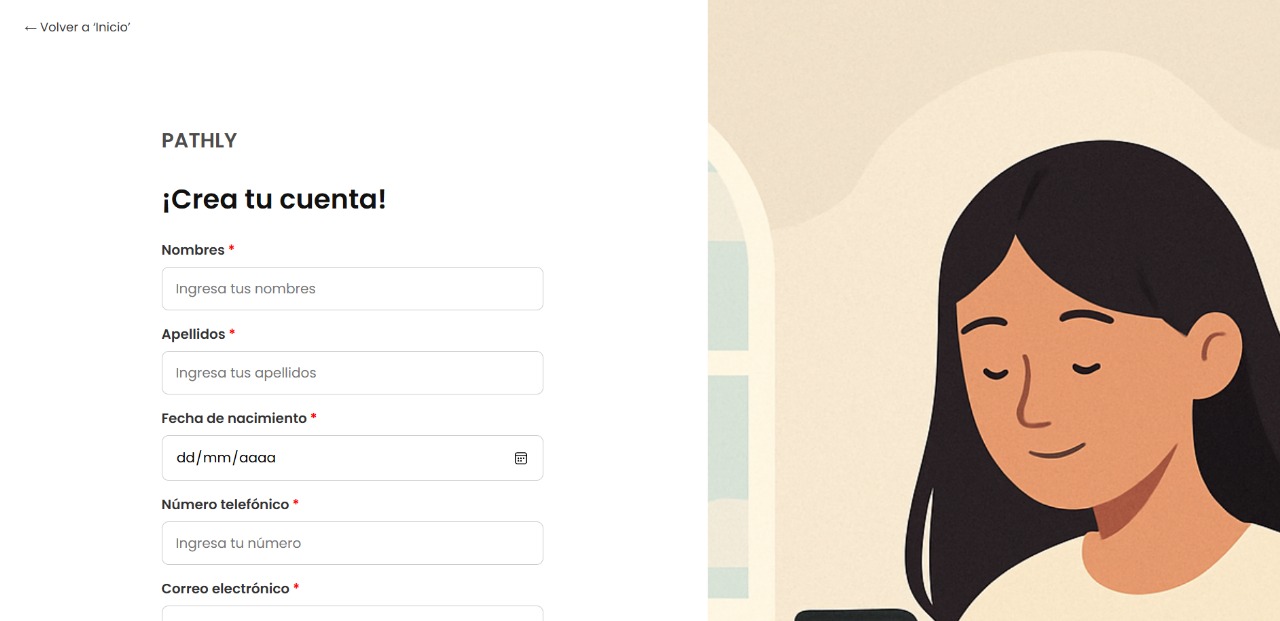 ← Volver a ‘Inicio’
PATHLY
¡Crea tu cuenta!
Nombres *
Ingresa tus nombres
Apellidos *
Ingresa tus apellidos
Fecha de nacimiento *
dd/mm/aaaa
Número telefónico *
Ingresa tu número
Correo electrónico *